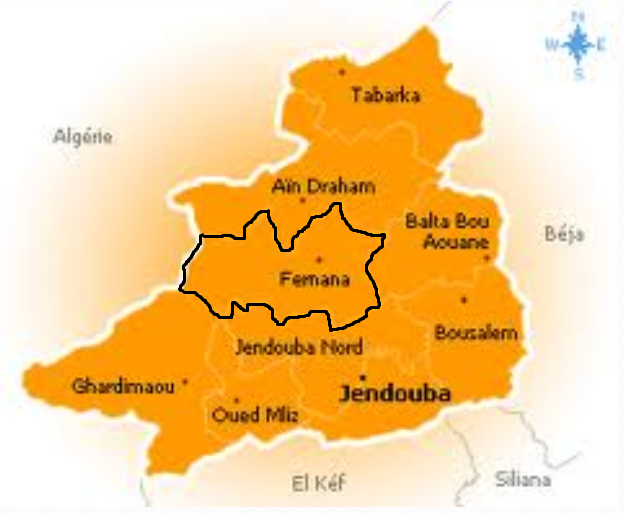 N
W E
S
Tabarka
Algérie
Aïn Draham
Balta Bou
Aouane
Béja
Fernana
Bousalem
Jendouba Nord
Ghardimaou
Jendouba
Oued Mliz
El Kéf
Siliana